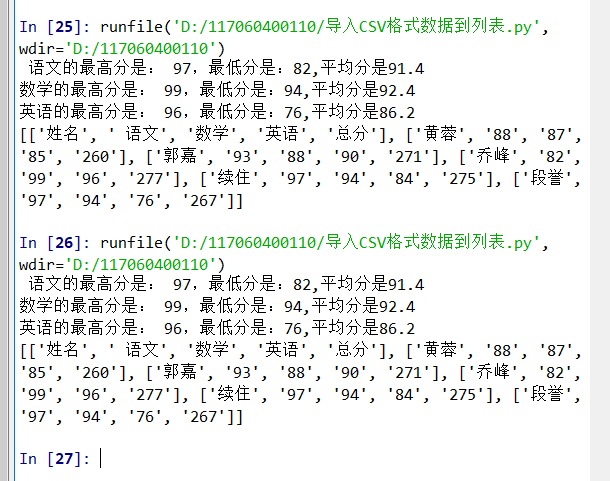 In [25]: runfile('D:/117060400110/导入CSV格式数据到列表.py',
wdir='D:/117060400110')
 语文的最高分是： 97，最低分是：82,平均分是91.4
数学的最高分是： 99，最低分是：94,平均分是92.4
英语的最高分是： 96，最低分是：76,平均分是86.2
[['姓名', ' 语文', '数学', '英语', '总分'], ['黄蓉', '88', '87',
'85', '260'], ['郭嘉', '93', '88', '90', '271'], ['乔峰', '82',
'99', '96', '277'], ['续住', '97', '94', '84', '275'], ['段誉',
'97', '94', '76', '267']]
In [26]: runfile('D:/117060400110/导入CSV格式数据到列表.py',
wdir='D:/117060400110')
 语文的最高分是： 97，最低分是：82,平均分是91.4
数学的最高分是： 99，最低分是：94,平均分是92.4
英语的最高分是： 96，最低分是：76,平均分是86.2
[['姓名', ' 语文', '数学', '英语', '总分'], ['黄蓉', '88', '87',
'85', '260'], ['郭嘉', '93', '88', '90', '271'], ['乔峰', '82',
'99', '96', '277'], ['续住', '97', '94', '84', '275'], ['段誉',
'97', '94', '76', '267']]
In [27]: